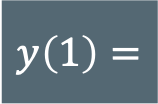 y(1) =